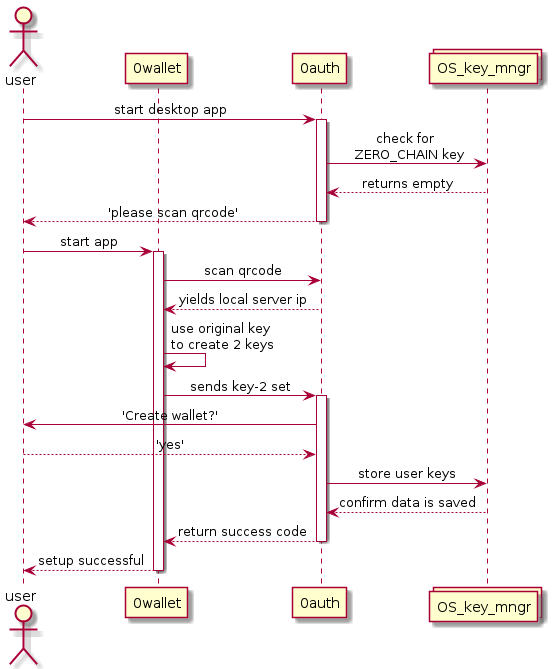 user
0wallet
0auth
OS_key_mngr
start desktop app
check for
ZERO_CHAIN key
returns empty
'please scan qrcode'
start app
scan qrcode
yields local server ip
use original key
to create 2 keys
sends key-2 set
'Create wallet?'
'yes'
store user keys
confirm data is saved
return success code
setup successful
user
0wallet
0auth
OS_key_mngr